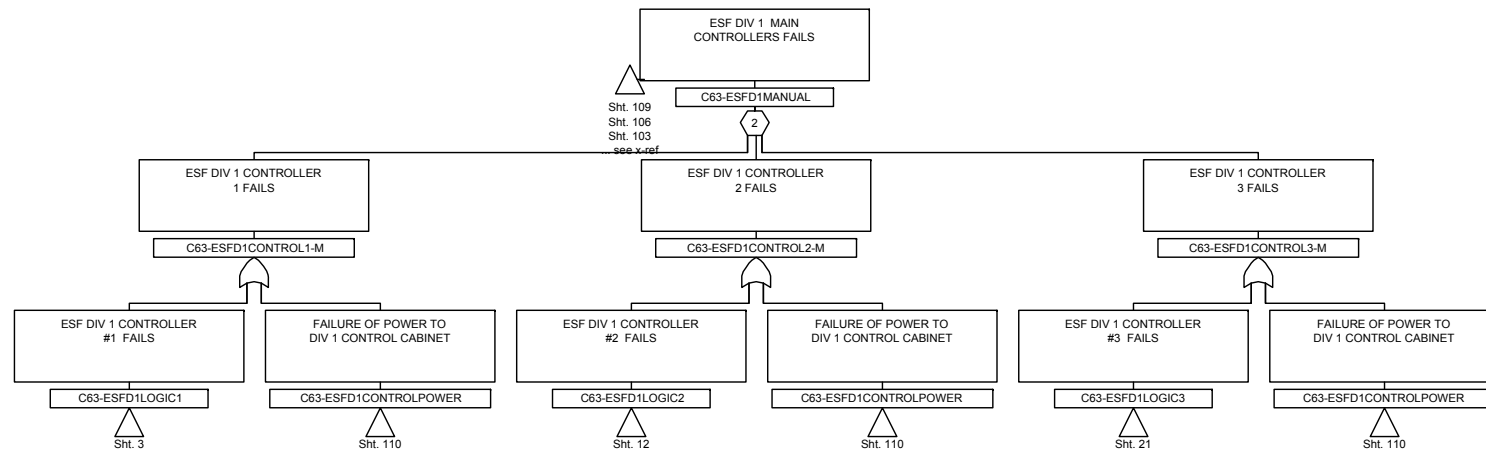 ESF DIV 1 MAIN
CONTROLLERS FAILS
C63-ESFD1MANUAL
Sht. 109
Sht. 106
Sht. 103
... see x-ref
2
ESF DIV 1 CONTROLLER
1 FAILS
C63-ESFD1CONTROL1-M
ESF DIV 1 CONTROLLER
2 FAILS
C63-ESFD1CONTROL2-M
ESF DIV 1 CONTROLLER
3 FAILS
C63-ESFD1CONTROL3-M
ESF DIV 1 CONTROLLER
#1 FAILS
C63-ESFD1LOGIC1
Sht. 3
FAILURE OF POWER TO
DIV 1 CONTROL CABINET
C63-ESFD1CONTROLPOWER
Sht. 110
ESF DIV 1 CONTROLLER
#2 FAILS
C63-ESFD1LOGIC2
Sht. 12
FAILURE OF POWER TO
DIV 1 CONTROL CABINET
C63-ESFD1CONTROLPOWER
Sht. 110
ESF DIV 1 CONTROLLER
#3 FAILS
C63-ESFD1LOGIC3
Sht. 21
FAILURE OF POWER TO
DIV 1 CONTROL CABINET
C63-ESFD1CONTROLPOWER
Sht. 110